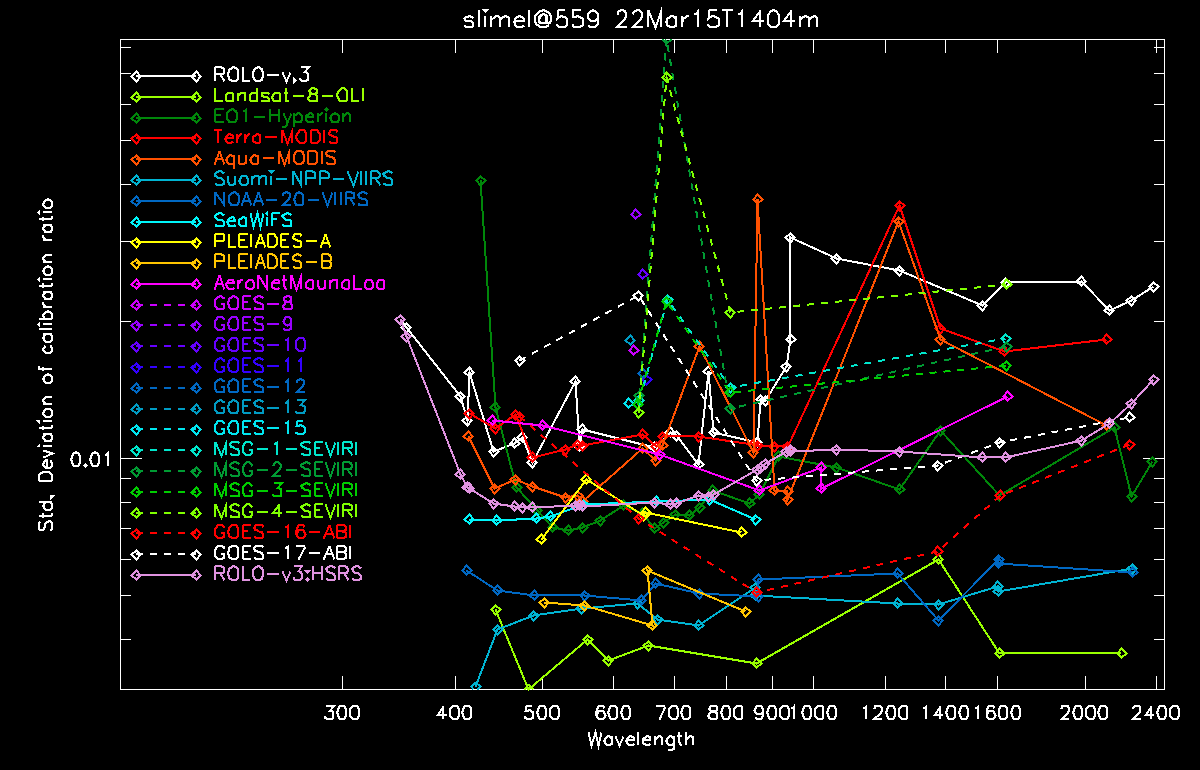 slimel@559 22Mar15T1404m
ROLO-v.3
Landsat-8-OLI
EO1-Hyperion
Terra-MODIS
Aqua-MODIS
Suomi-NPP-VIIRS
NOAA-20-VIIRS
SeaWiFS
PLEIADES-A
PLEIADES-B
AeroNetMaunaLoa
GOES-8
GOES-9
GOES-10
GOES-11
GOES-12
GOES-13
GOES-15
MSG-1-SEVIRI
MSG-2-SEVIRI
MSG-3-SEVIRI
MSG-4-SEVIRI
GOES-16-ABI
GOES-17-ABI
ROLO-v3+HSRS
Std. Deviation of calibration ratio
0.01
300 400 500 600 700 800 900 1000 1200 1400 1600 2000 2400
Wavelength